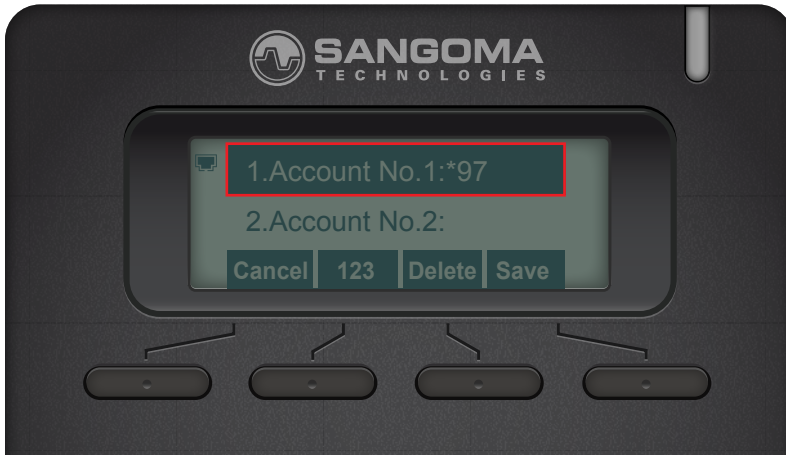 SANGOMA
TECHNOLOGIES
1.Account No.1:*97
2.Account No.2:
Cancel 123 Delete Save